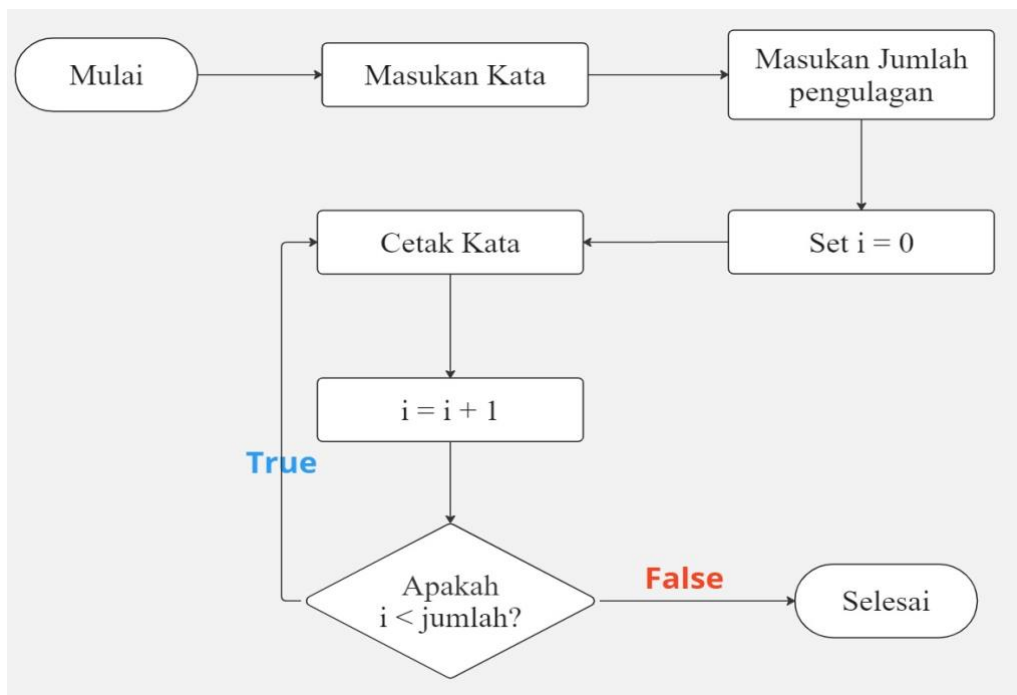 Mulai
Masukan Kata
Masukan Jumlah
pengulagan
Set i = 0
Cetak Kata
i = i + 1
True
Apakah
i < jumlah?
False
Selesai